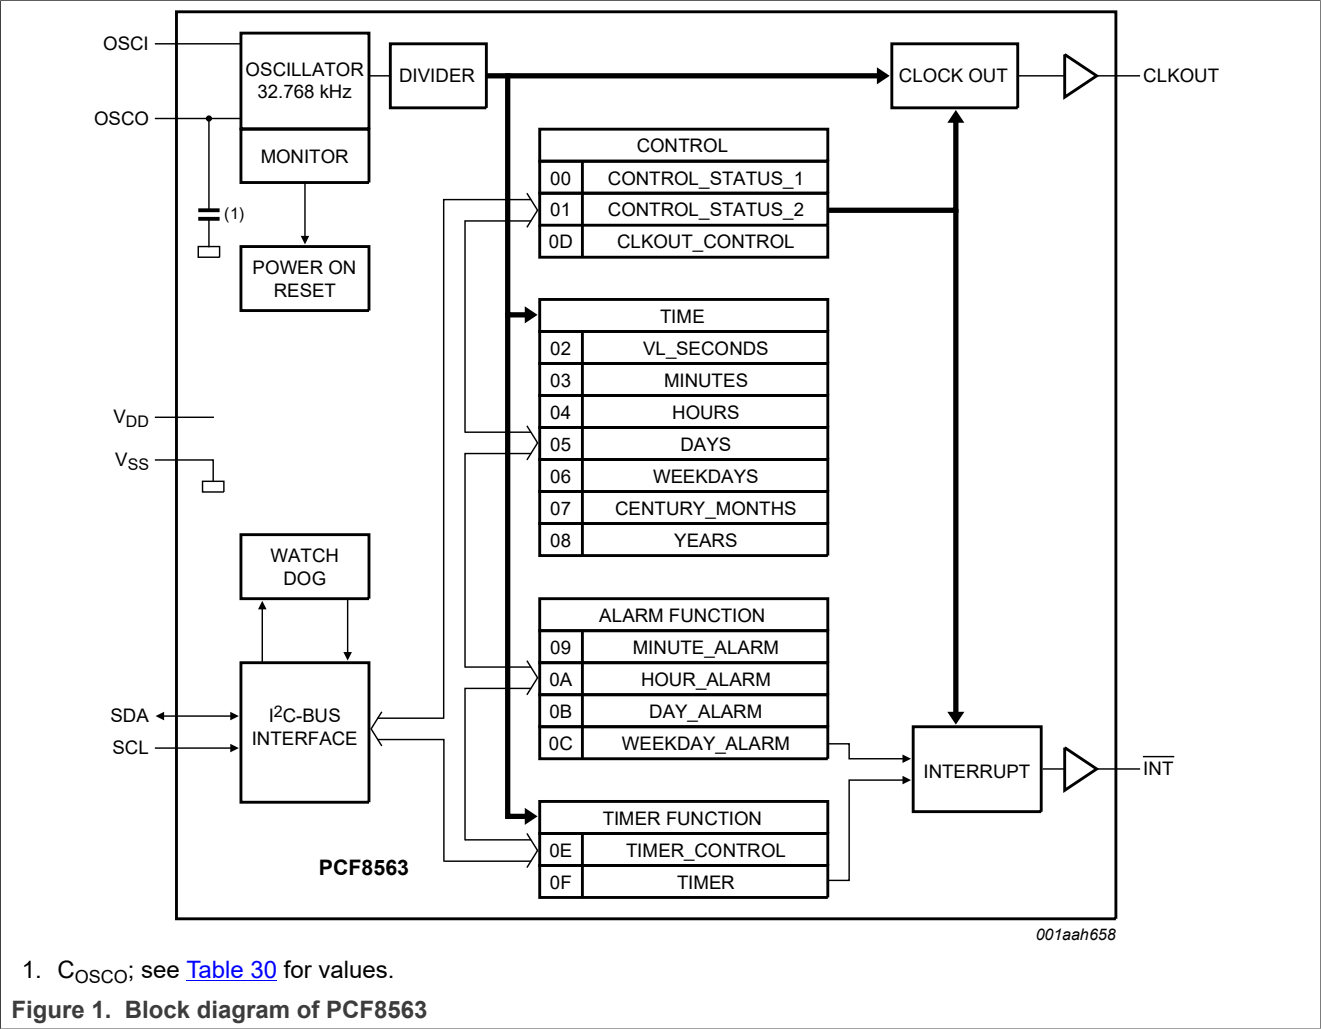 OSCI
OSCO
OSCILLATOR
32.768 kHz
MONITOR
(1)
POWER ON
RESET
DIVIDER
CLOCK OUT
CLKOUT
CONTROL
00 CONTROL_STATUS_1
01 CONTROL_STATUS_2
0D CLKOUT_CONTROL
TIME
02 VL_SECONDS
03 MINUTES
04 HOURS
05 DAYS
06 WEEKDAYS
07 CENTURY_MONTHS
08 YEARS
VDD
VSS
WATCH
DOG
SDA
SCL
I2C-BUS
INTERFACE
ALARM FUNCTION
09 MINUTE_ALARM
0A HOUR_ALARM
0B DAY_ALARM
0C WEEKDAY_ALARM
INTERRUPT
INT
TIMER FUNCTION
0E TIMER_CONTROL
0F TIMER
PCF8563
001aah658
1. COSCO; see Table 30 for values.
Figure 1. Block diagram of PCF8563